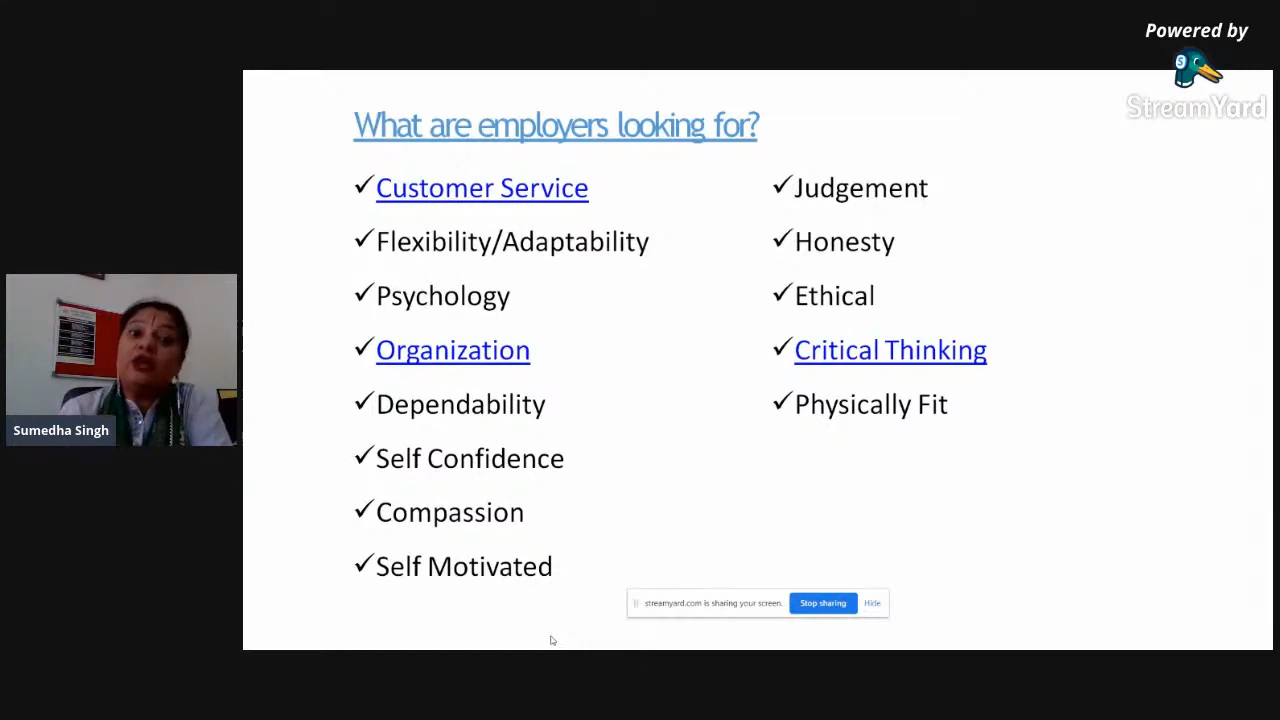 Powered by
StreamYard
What are employers looking for?
✓Customer Service
✓Flexibility/Adaptability
✓Psychology
✓Organization
✓Dependability
✓Self Confidence
✓Compassion
✓Self Motivated
✓Judgement
✓Honesty
✓Ethical
✓Critical Thinking
✓Physically Fit
Sumedha Singh
streamyard.com is sharing your screen. Stop sharing Hide